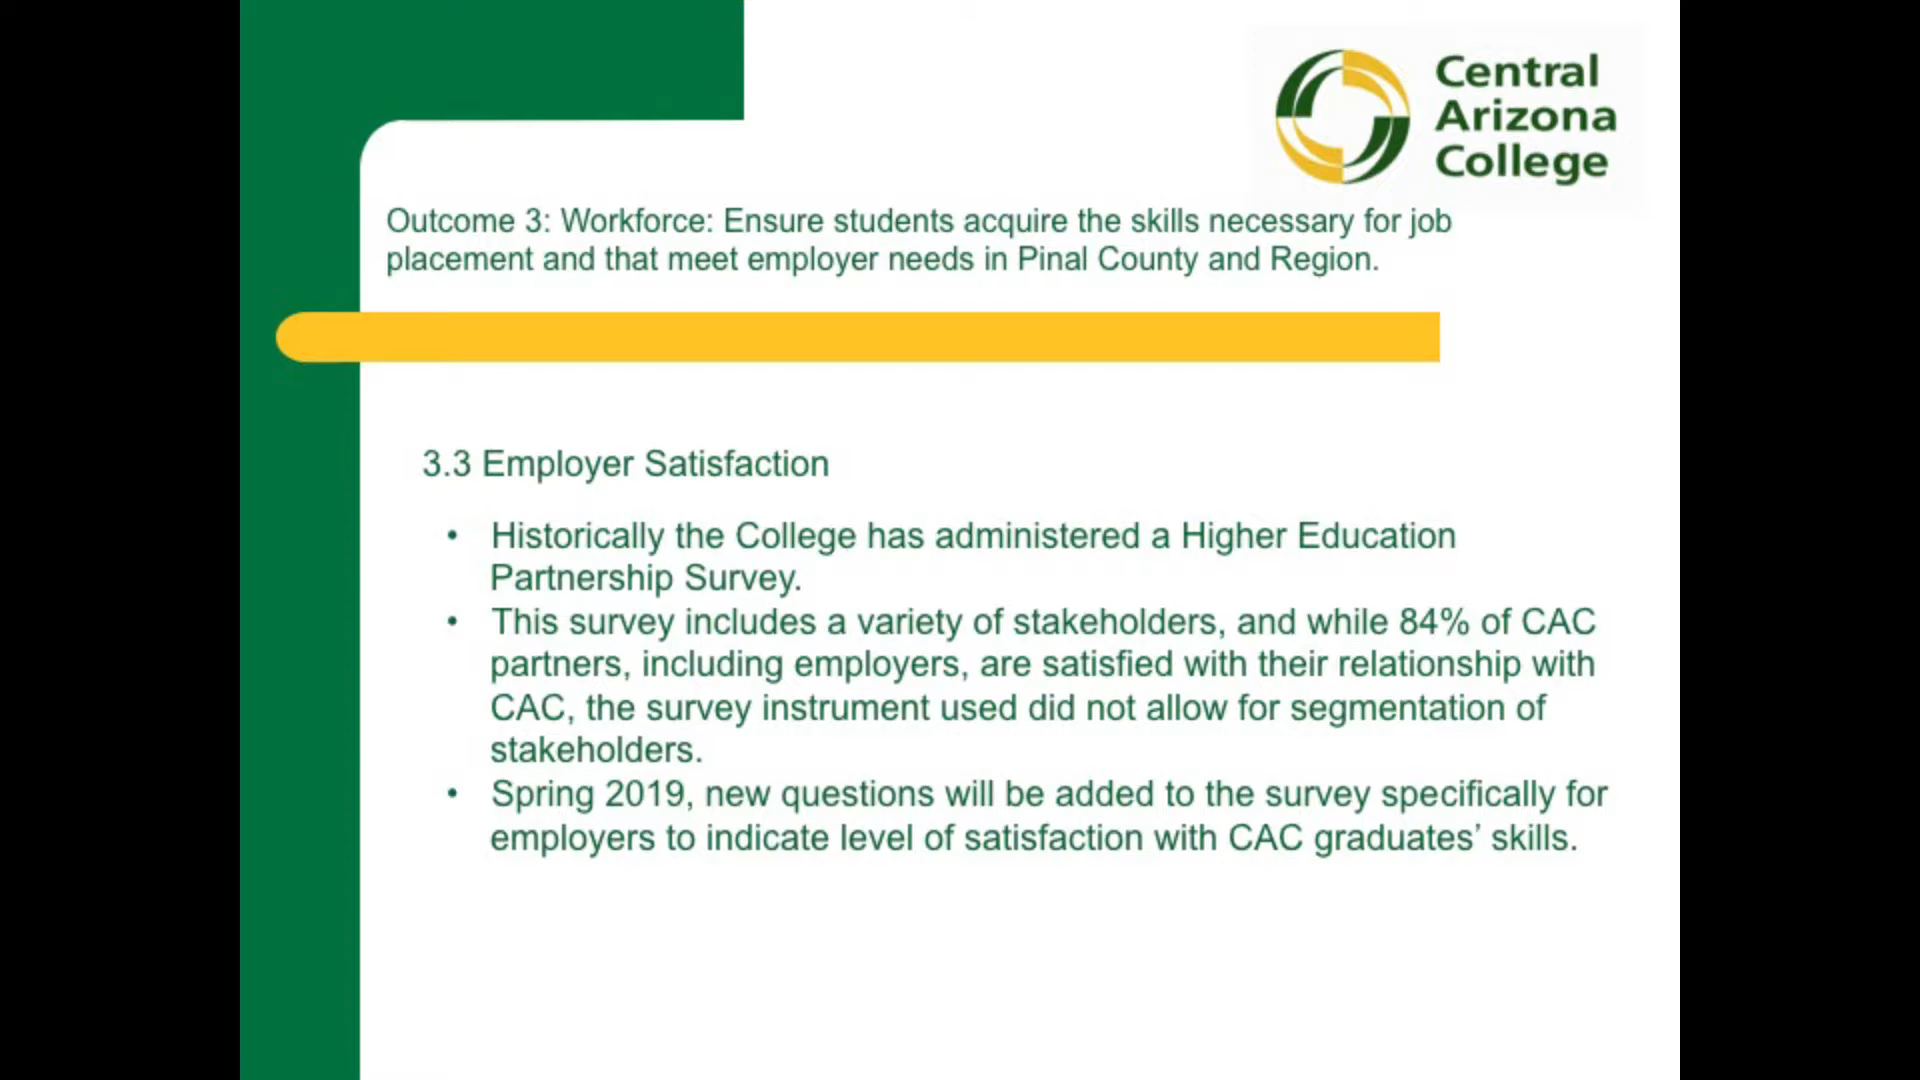 Central
Arizona
College
Outcome 3: Workforce: Ensure students acquire the skills necessary for job
placement and that meet employer needs in Pinal County and Region.
3.3 Employer Satisfaction
• Historically the College has administered a Higher Education
Partnership Survey.
• This survey includes a variety of stakeholders, and while 84% of CAC
partners, including employers, are satisfied with their relationship with
CAC, the survey instrument used did not allow for segmentation of
stakeholders.
• Spring 2019, new questions will be added to the survey specifically for
employers to indicate level of satisfaction with CAC graduates’ skills.